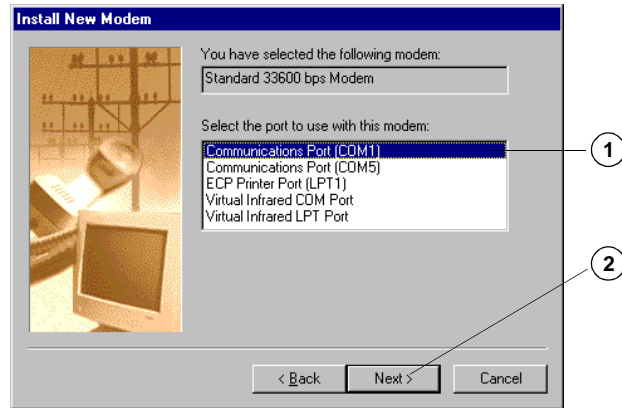 Install New Modem
You have selected the following modem:
Standard 33600 bps Modem
Select the port to use with this modem:
Communications Port (COM1)
Communications Port (COM5)
ECP Printer Port (LPT1)
Virtual Infrared COM Port
Virtual Infrared LPT Port
1
2
< Back Next > Cancel